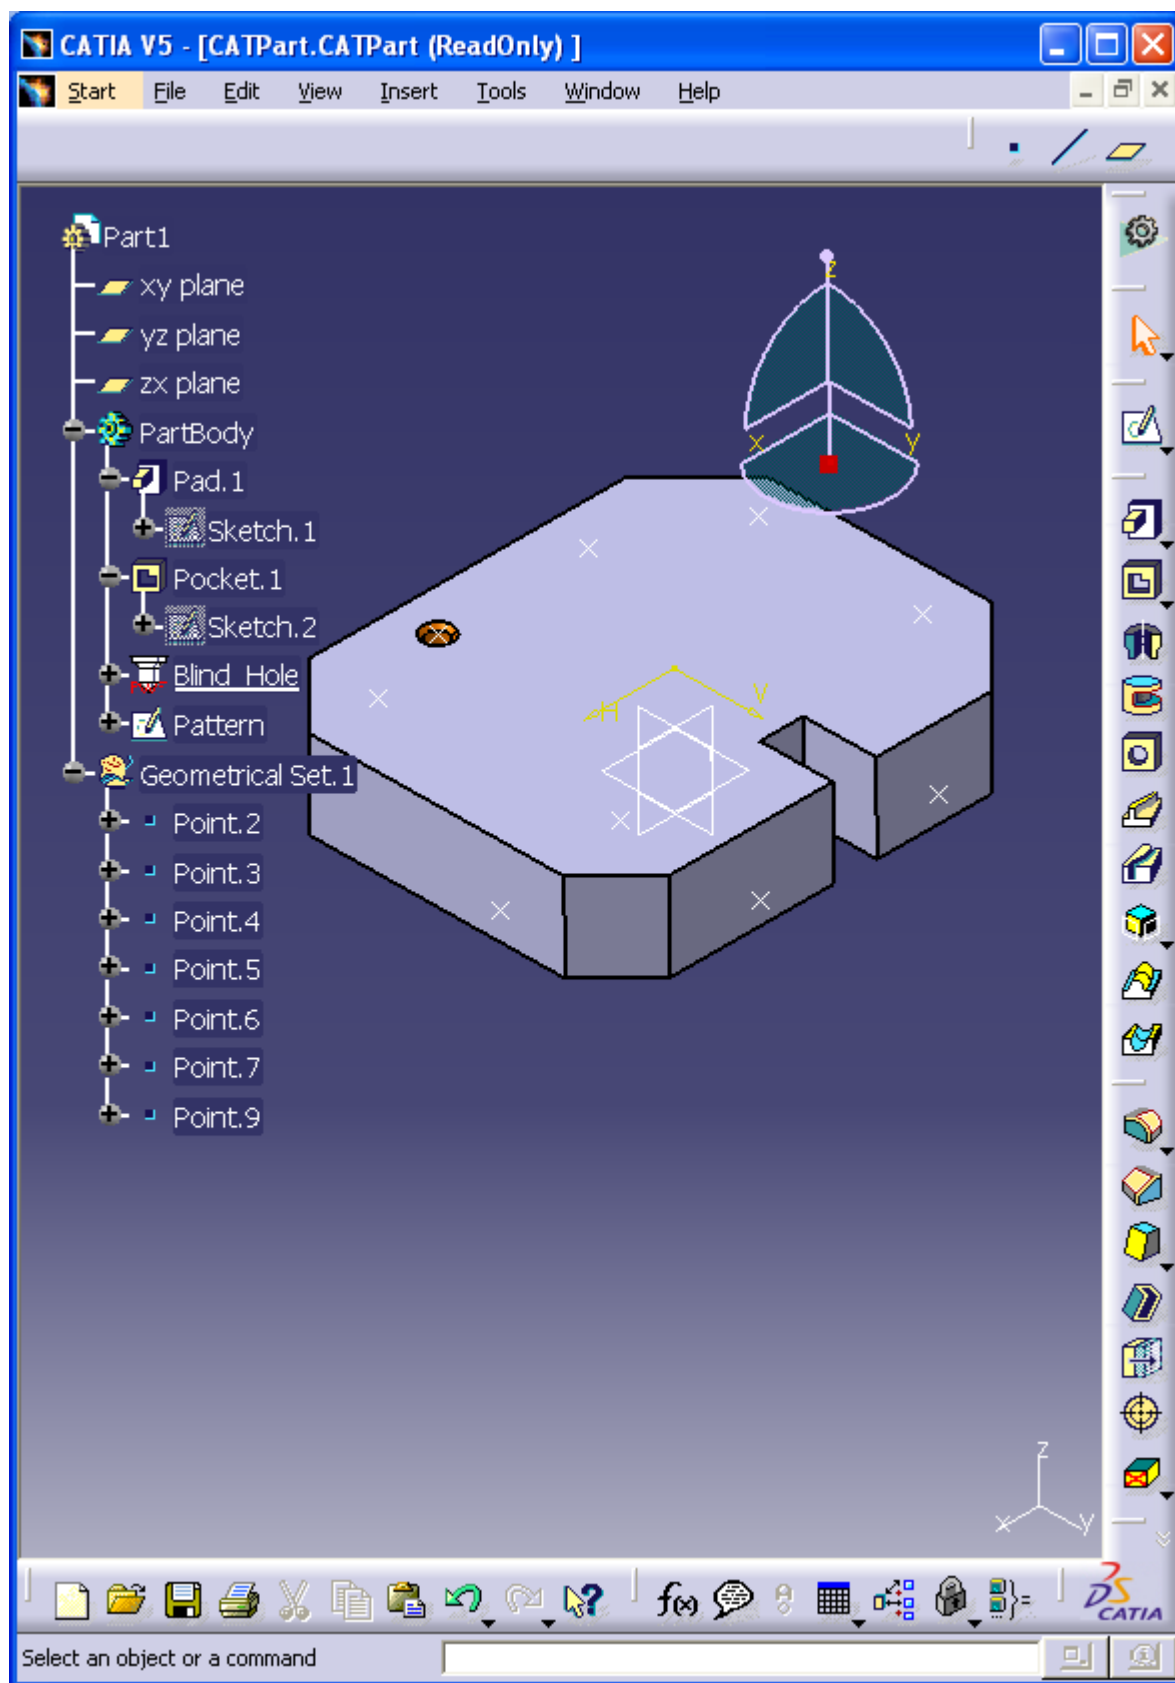 CATIA V5 - [CATPart.CATPart (ReadOnly) ]
Start File Edit View Insert Tools Window Help
Part1
xy plane
yz plane
zx plane
PartBody
Pad.1
Sketch.1
Pocket.1
Sketch.2
Blind_Hole
Pattern
Geometrical Set.1
Point.2
Point.3
Point.4
Point.5
Point.6
Point.7
Point.9
z
x y
H V
z
x y
f(x)
DS
CATIA
Select an object or a command